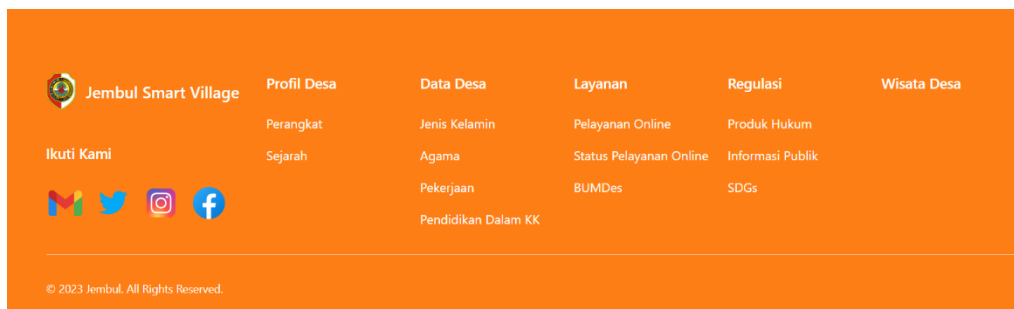 Jembul Smart Village
Ikuti Kami
Profil Desa
Perangkat
Sejarah
Data Desa
Jenis Kelamin
Agama
Pekerjaan
Pendidikan Dalam KK
Layanan
Pelayanan Online
Status Pelayanan Online
BUMDes
Regulasi
Produk Hukum
Informasi Publik
SDGs
Wisata Desa
© 2023 Jembul. All Rights Reserved.